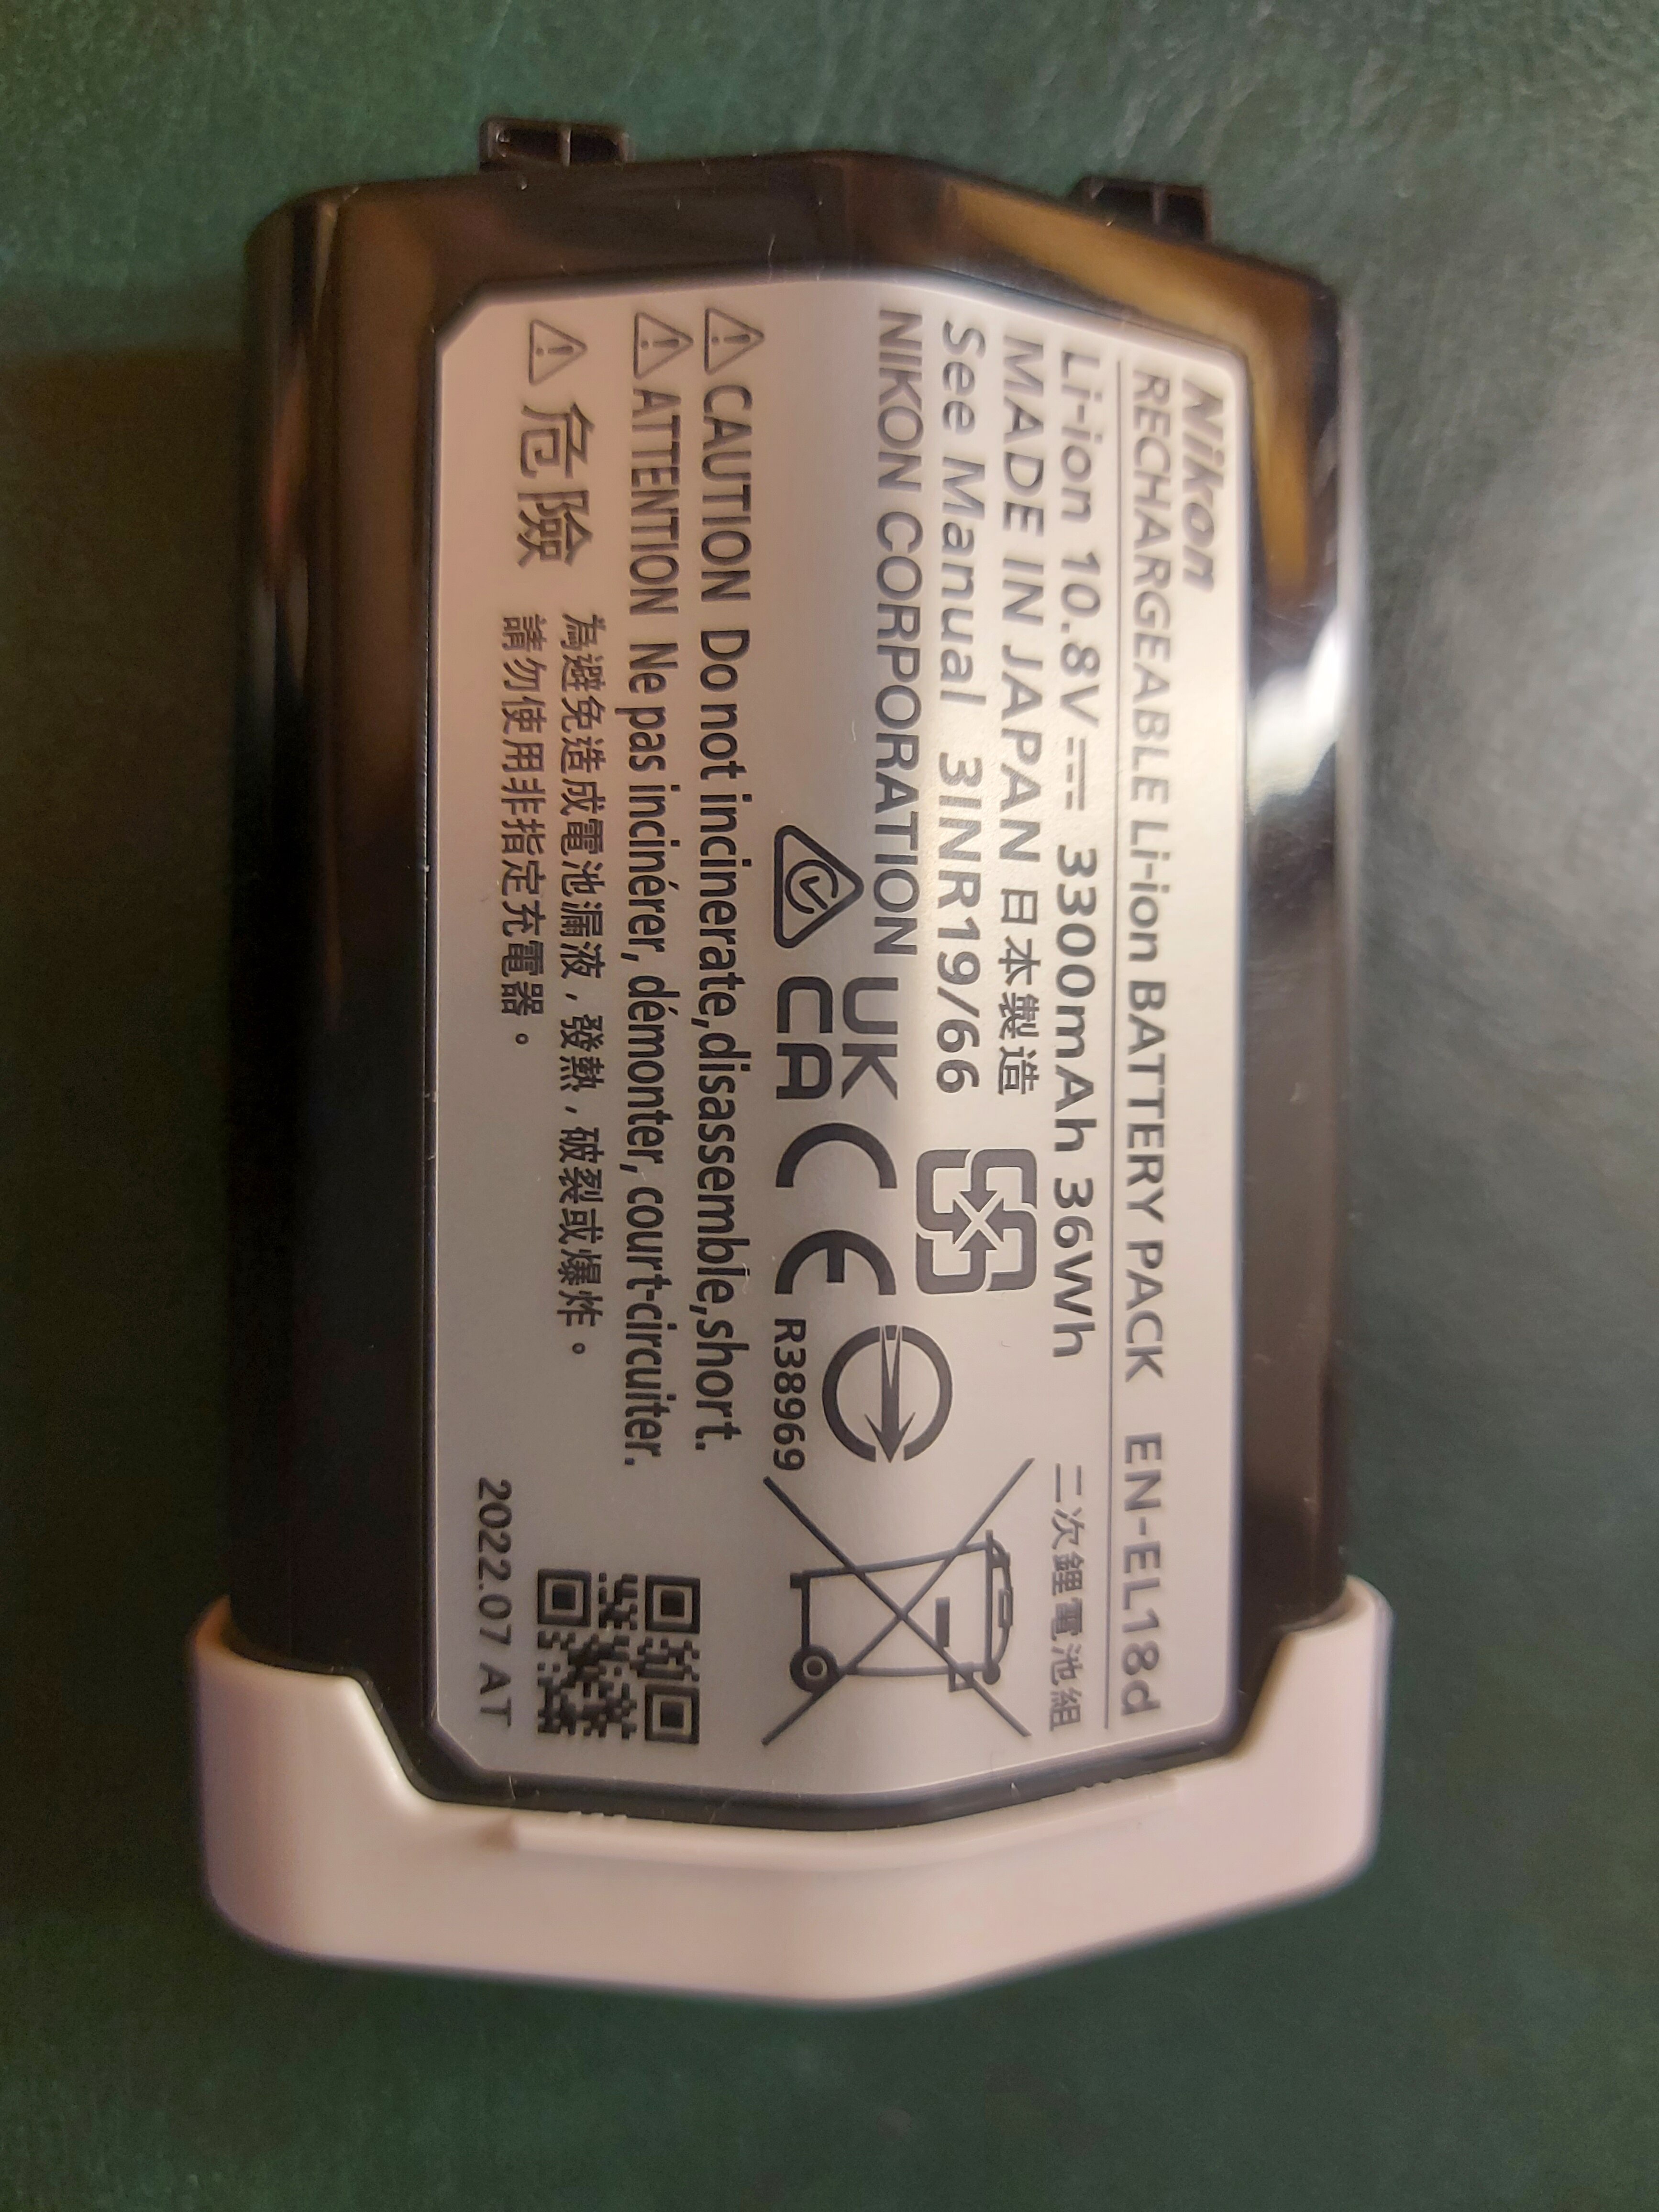 Nikon
RECHARGEABLE Li-ion BATTERY PACK EN-EL18d
Li-ion 10.8V 3300mAh 36Wh 二次鋰電池組
MADE IN JAPAN 日本製造
See Manual 3INR19/66
NIKON CORPORATION
UK
CA
CE
R38969
CAUTION Do not incinerate,disassemble,short.
ATTENTION Ne pas incinérer, démonter, court-circuiter.
危險 為避免造成電池漏液，發熱，破裂或爆炸。
請勿使用非指定充電器。
2022.07 AT